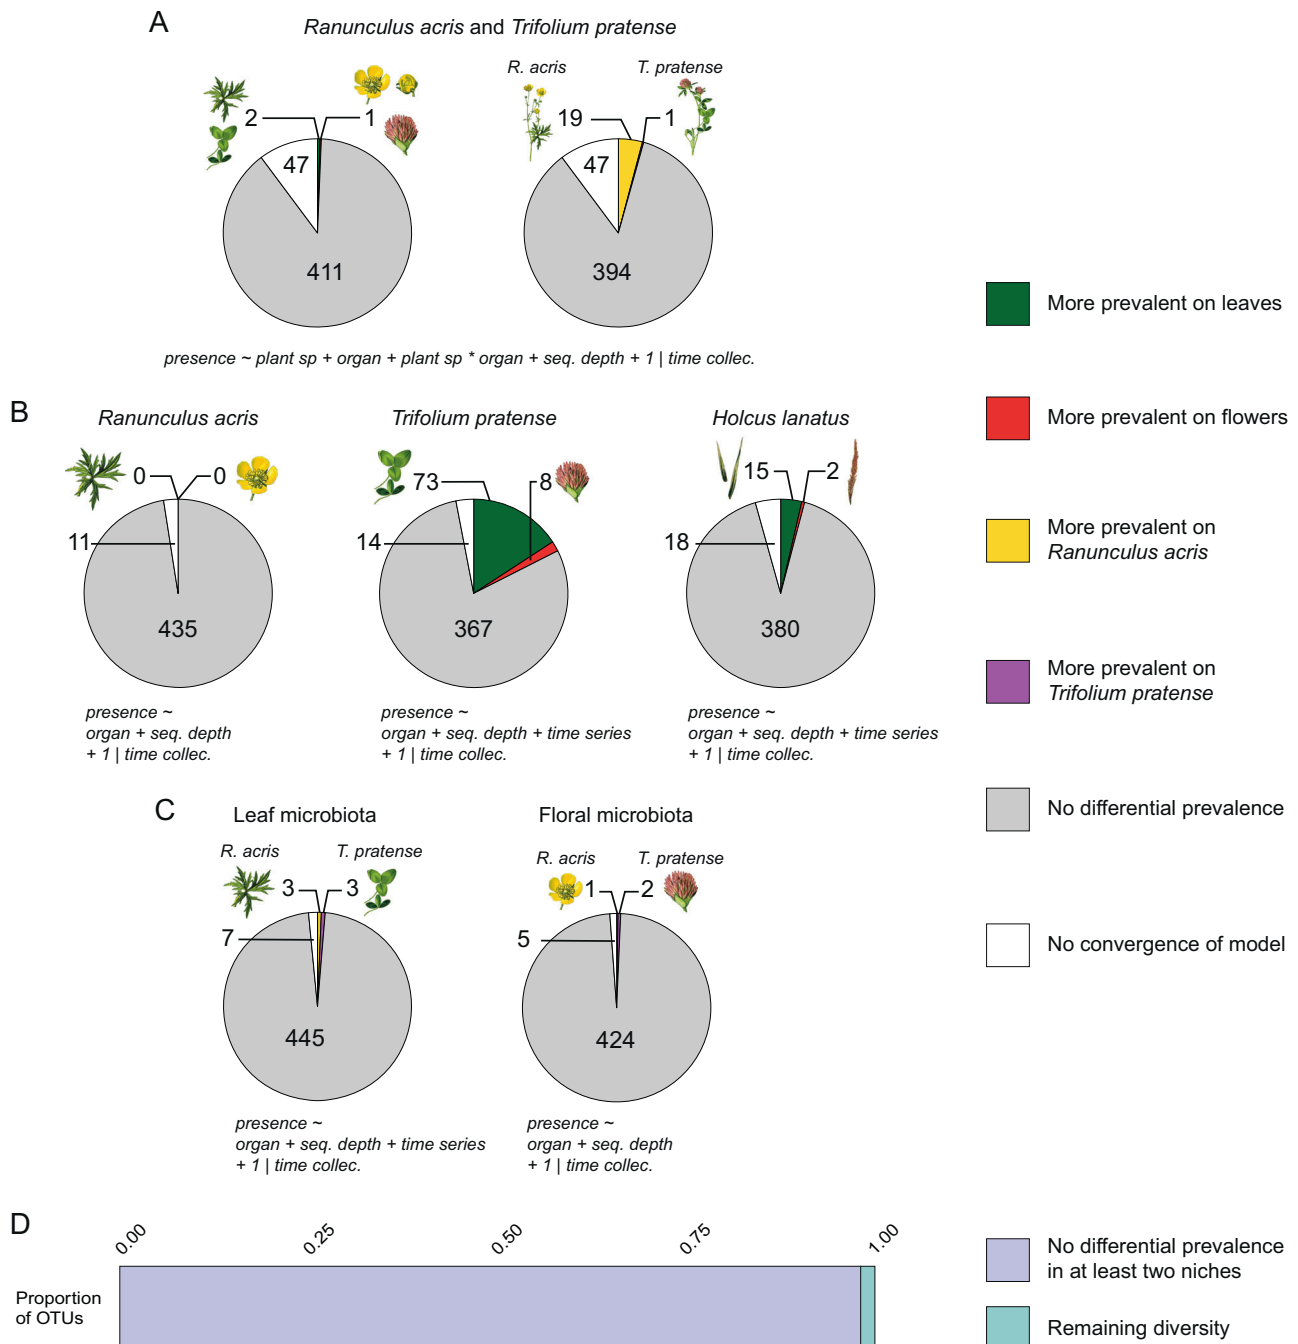 A
Ranunculus acris and Trifolium pratense
R. acris
T. pratense
2
1
19
1
47
47
411
394
presence ~ plant sp + organ + plant sp * organ + seq. depth + 1 | time collec.
B
Ranunculus acris
Trifolium pratense
Holcus lanatus
0
0
73
8
15
2
11
14
18
435
367
380
presence ~
organ + seq. depth
+ 1 | time collec.
presence ~
organ + seq. depth + time series
+ 1 | time collec.
presence ~
organ + seq. depth + time series
+ 1 | time collec.
C
Leaf microbiota
Floral microbiota
R. acris
T. pratense
R. acris
T. pratense
3
3
1
2
7
5
445
424
presence ~
organ + seq. depth + time series
+ 1 | time collec.
presence ~
organ + seq. depth
+ 1 | time collec.
More prevalent on leaves
More prevalent on flowers
More prevalent on
Ranunculus acris
More prevalent on
Trifolium pratense
No differential prevalence
No convergence of model
D
0.00
0.25
0.50
0.75
1.00
Proportion
of OTUs
No differential prevalence
in at least two niches
Remaining diversity